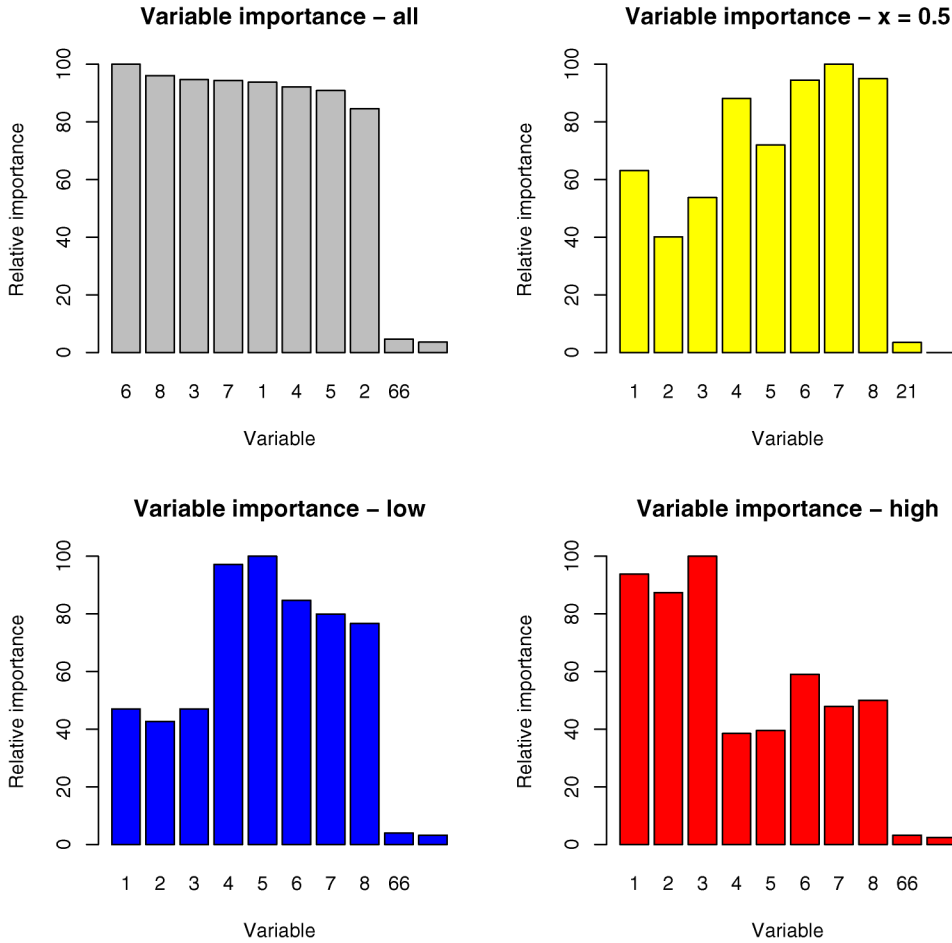 Variable importance – all
Relative importance
100
80
60
40
20
0
6 8 3 7 1 4 5 2 66
Variable
Variable importance – x = 0.5
Relative importance
100
80
60
40
20
0
1 2 3 4 5 6 7 8 21
Variable
Variable importance – low
Relative importance
100
80
60
40
20
0
1 2 3 4 5 6 7 8 66
Variable
Variable importance – high
Relative importance
100
80
60
40
20
0
1 2 3 4 5 6 7 8 66
Variable